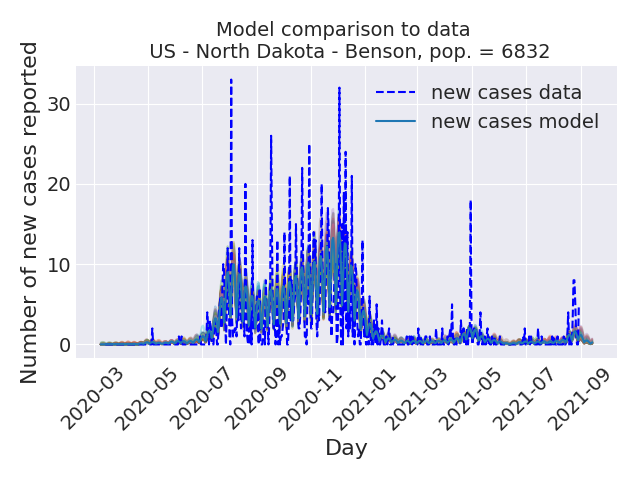 Model comparison to data
US - North Dakota - Benson, pop. = 6832
Number of new cases reported
30
20
10
0
new cases data
new cases model
2020-03
2020-05
2020-07
2020-09
2020-11
2021-01
2021-03
2021-05
2021-07
2021-09
Day